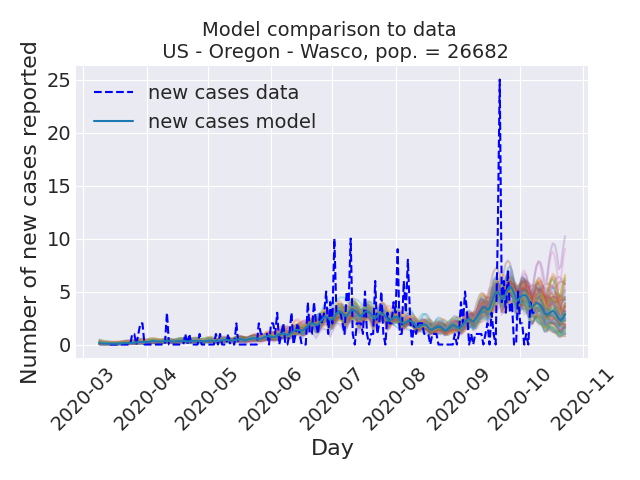 Model comparison to data
US - Oregon - Wasco, pop. = 26682
Number of new cases reported
25
20
15
10
5
0
new cases data
new cases model
2020-03
2020-04
2020-05
2020-06
2020-07
2020-08
2020-09
2020-10
2020-11
Day